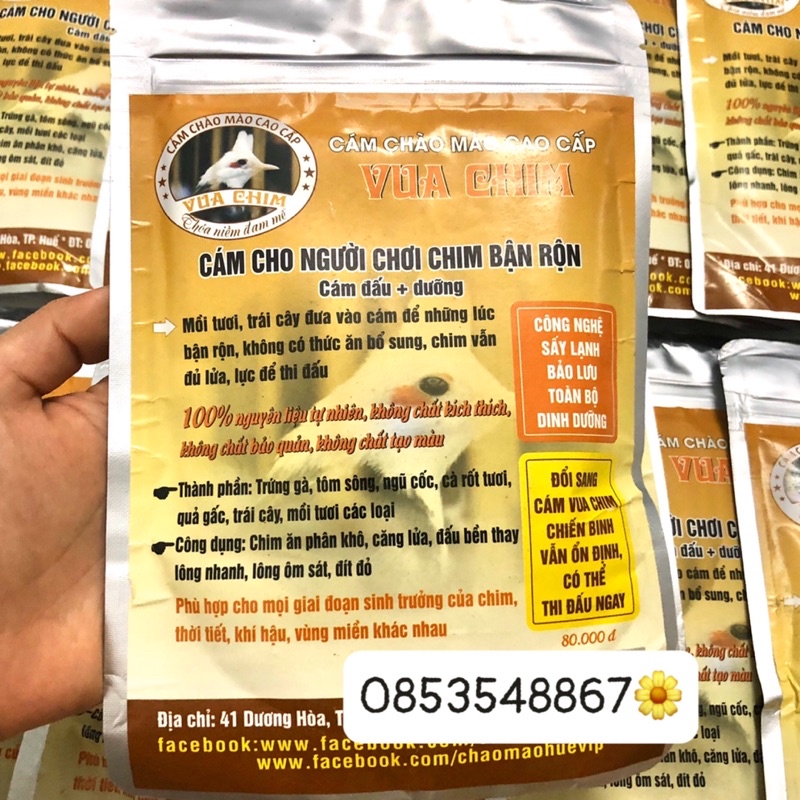 CÁM CHÀO MÀO CAO CẤP
VUA CHIM
Thỏa niềm đam mê
CÁM CHÀO MÀO CAO CẤP
VUA CHIM
CÁM CHO NGƯỜI CHƠI CHIM BẬN RỘN
Cám đấu + dưỡng
Mồi tươi, trái cây đưa vào cám để những lúc
bận rộn, không có thức ăn bổ sung, chim vẫn
đủ lửa, lực để thi đấu
CÔNG NGHỆ
SẤY LẠNH
BẢO LƯU
TOÀN BỘ
DINH DƯỠNG
100% nguyên liệu tự nhiên, không chất kích thích,
không chất bảo quản, không chất tạo màu
Thành phần: Trứng gà, tôm sông, ngũ cốc, cà rốt tươi,
quả gấc, trái cây, mồi tươi các loại
Công dụng: Chim ăn phân khô, căng lửa, đấu bền thay
lông nhanh, lông ôm sát, đít đỏ
ĐỔI SANG
CÁM VUA CHIM
CHIẾN BINH
VẪN ỔN ĐỊNH,
CÓ THỂ
THI ĐẤU NGAY
Phù hợp cho mọi giai đoạn sinh trưởng của chim,
thời tiết, khí hậu, vùng miền khác nhau
80.000 đ
0853548867🌼
Địa chỉ: 41 Dương Hòa, T
facebook:www.facebook.com/
www.facebook.com/chaomaohuevip